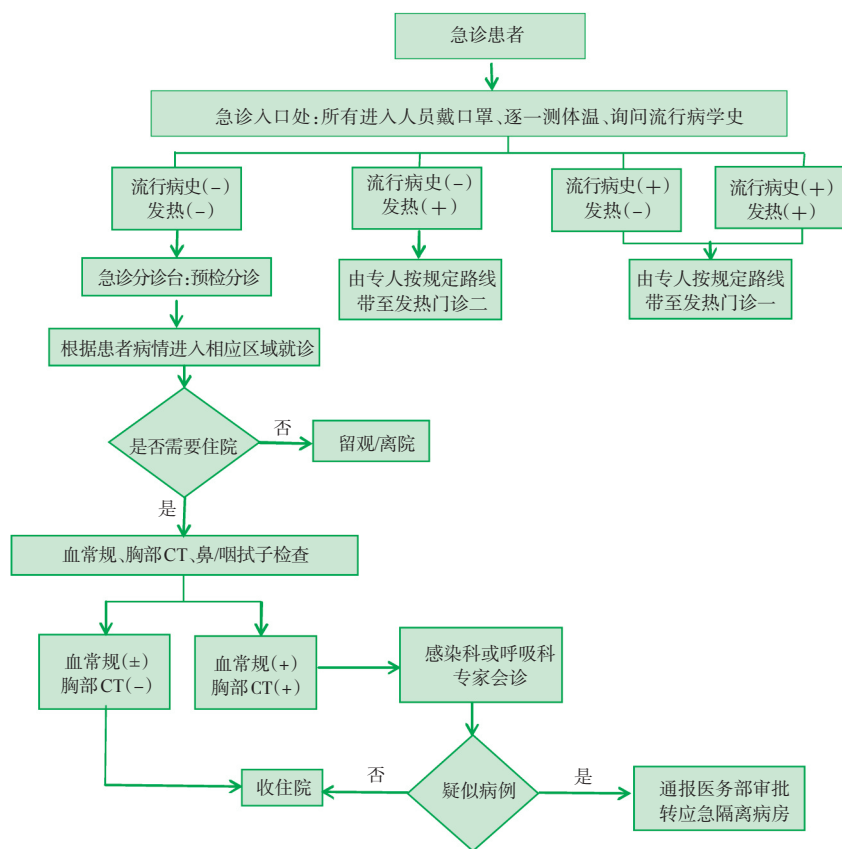 急诊患者
急诊入口处:所有进入人员戴口罩、逐一测体温、询问流行病学史
流行病史(-)
发热(-)
流行病史(-)
发热(+)
流行病史(+)
发热(-)
流行病史(+)
发热(+)
急诊分诊台:预检分诊
由专人按规定路线
带至发热门诊二
由专人按规定路线
带至发热门诊一
根据患者病情进入相应区域就诊
是否需要住院
否
留观/离院
是
血常规、胸部CT、鼻/咽拭子检查
血常规(±)
胸部CT(-)
血常规(+)
胸部CT(+)
感染科或呼吸科
专家会诊
收住院
否
疑似病例
是
通报医务部审批
转应急隔离病房